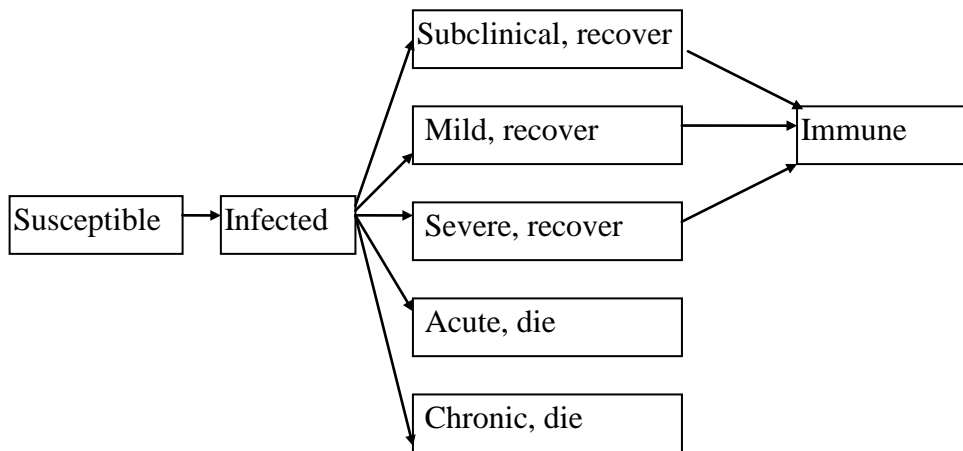 Subclinical, recover
Mild, recover
Immune
Susceptible
Infected
Severe, recover
Acute, die
Chronic, die